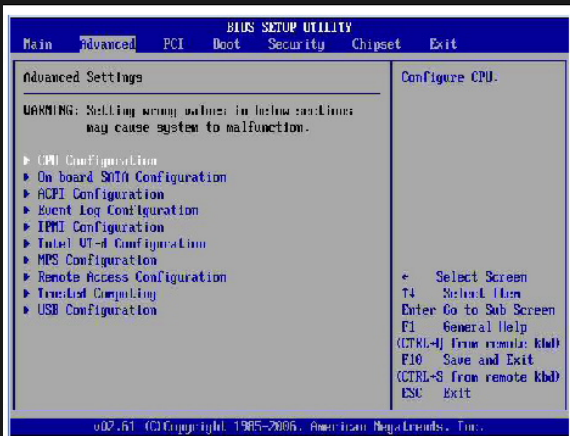 BIOS SETUP UTILITY
Main Advanced PCI Boot Security Chipset Exit
Advanced Settings
WARNING: Setting wrong values in below sections
may cause system to malfunction.
CPU Configuration
On board SATA Configuration
ACPI Configuration
Event Log Configuration
IPMI Configuration
Intel VT-d Configuration
MPS Configuration
Remote Access Configuration
Trusted Computing
USB Configuration
Configure CPU.
← Select Screen
↑↓ Select Item
Enter Go to Sub Screen
F1 General Help
(CTRL+Q from remote kbd)
F10 Save and Exit
(CTRL+S from remote kbd)
ESC Exit
v02.61 (C)Copyright 1985-2006, American Megatrends, Inc.